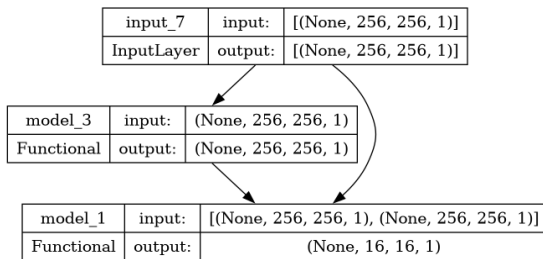 input_7 input: [(None, 256, 256, 1)]
InputLayer output: [(None, 256, 256, 1)]
model_3 input: (None, 256, 256, 1)
Functional output: (None, 256, 256, 1)
model_1 input: [(None, 256, 256, 1), (None, 256, 256, 1)]
Functional output: (None, 16, 16, 1)